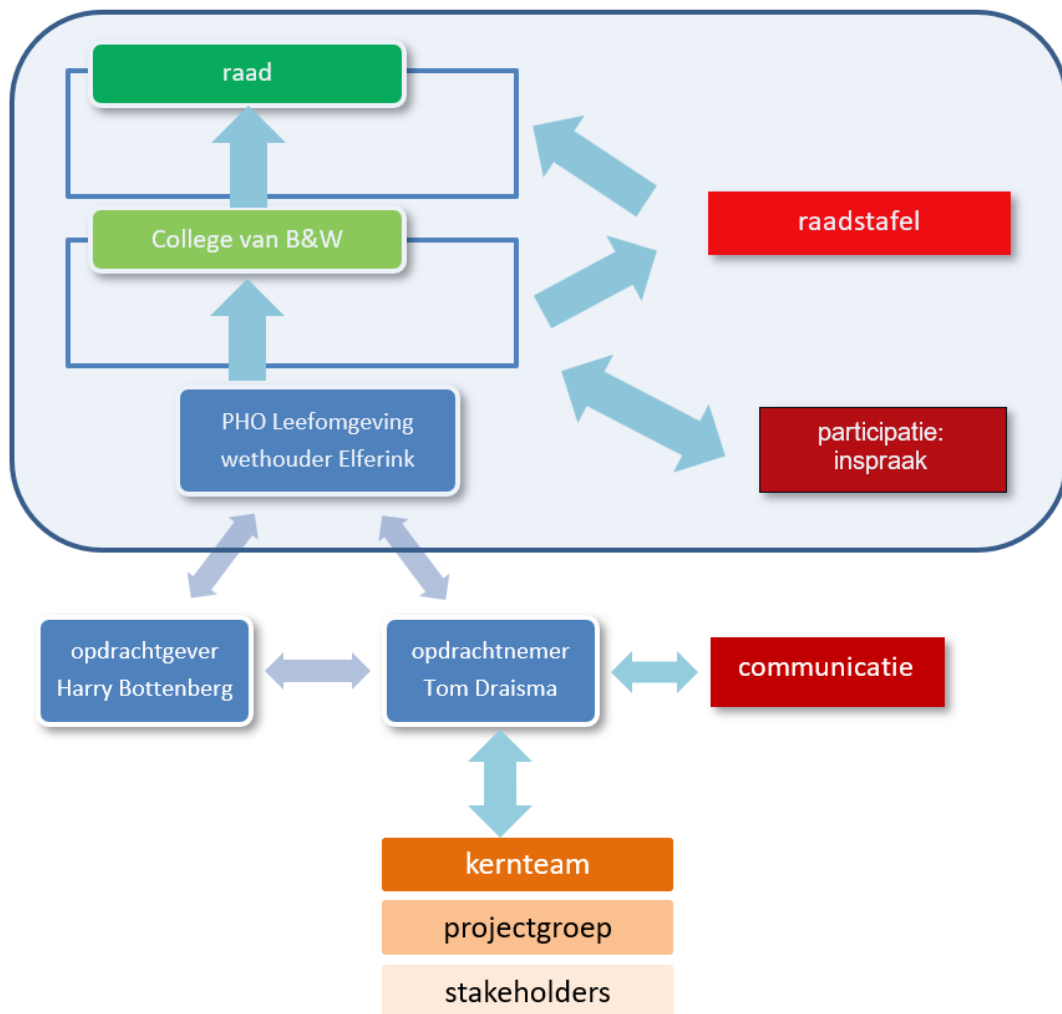 raad
College van B&W
raadstafel
PHO Leefomgeving
wethouder Elferink
participatie:
inspraak
opdrachtgever
Harry Bottenberg
opdrachtnemer
Tom Draisma
communicatie
kernteam
projectgroep
stakeholders